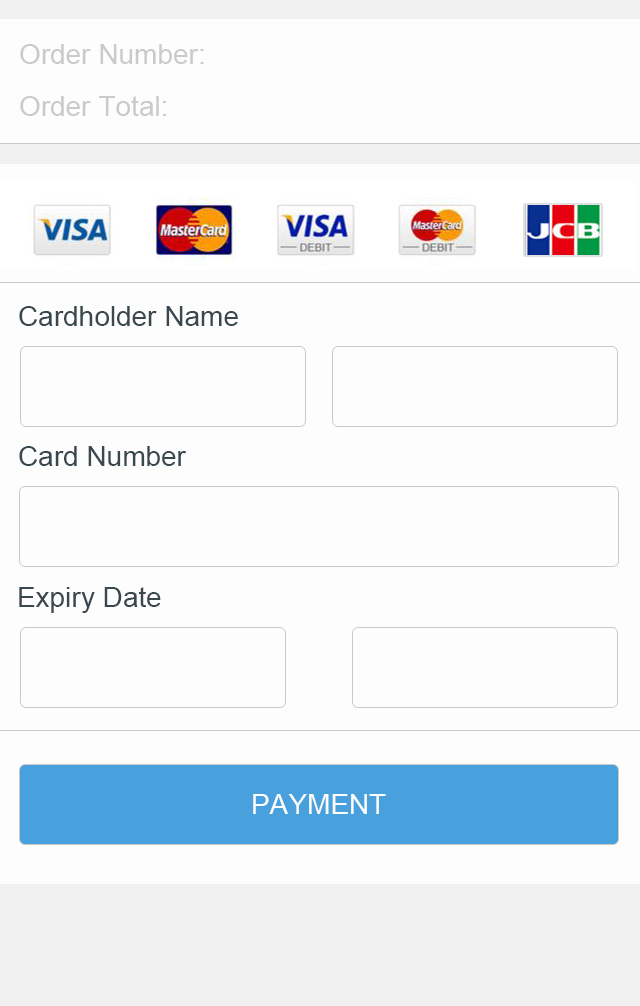 Order Number:
Order Total:
VISA MasterCard VISA DEBIT MasterCard DEBIT JCB
Cardholder Name
Card Number
Expiry Date
PAYMENT